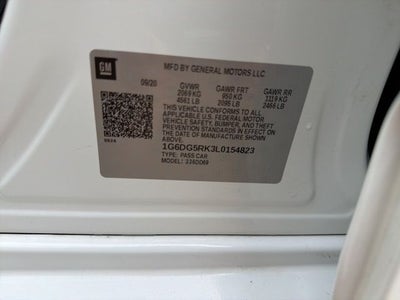 GM
MFD BY GENERAL MOTORS LLC
09/20 GVWR GAWR FRT GAWR RR
2069 KG 950 KG 1119 KG
4561 LB 2095 LB 2466 LB
THIS VEHICLE CONFORMS TO ALL
APPLICABLE U.S. FEDERAL MOTOR
VEHICLE SAFETY, BUMPER, AND THEFT
PREVENTION STANDARDS IN EFFECT ON
THE DATE OF MANUFACTURE SHOWN ABOVE.
1G6DG5RK3L0154823
TYPE: PASS CAR
MODEL: